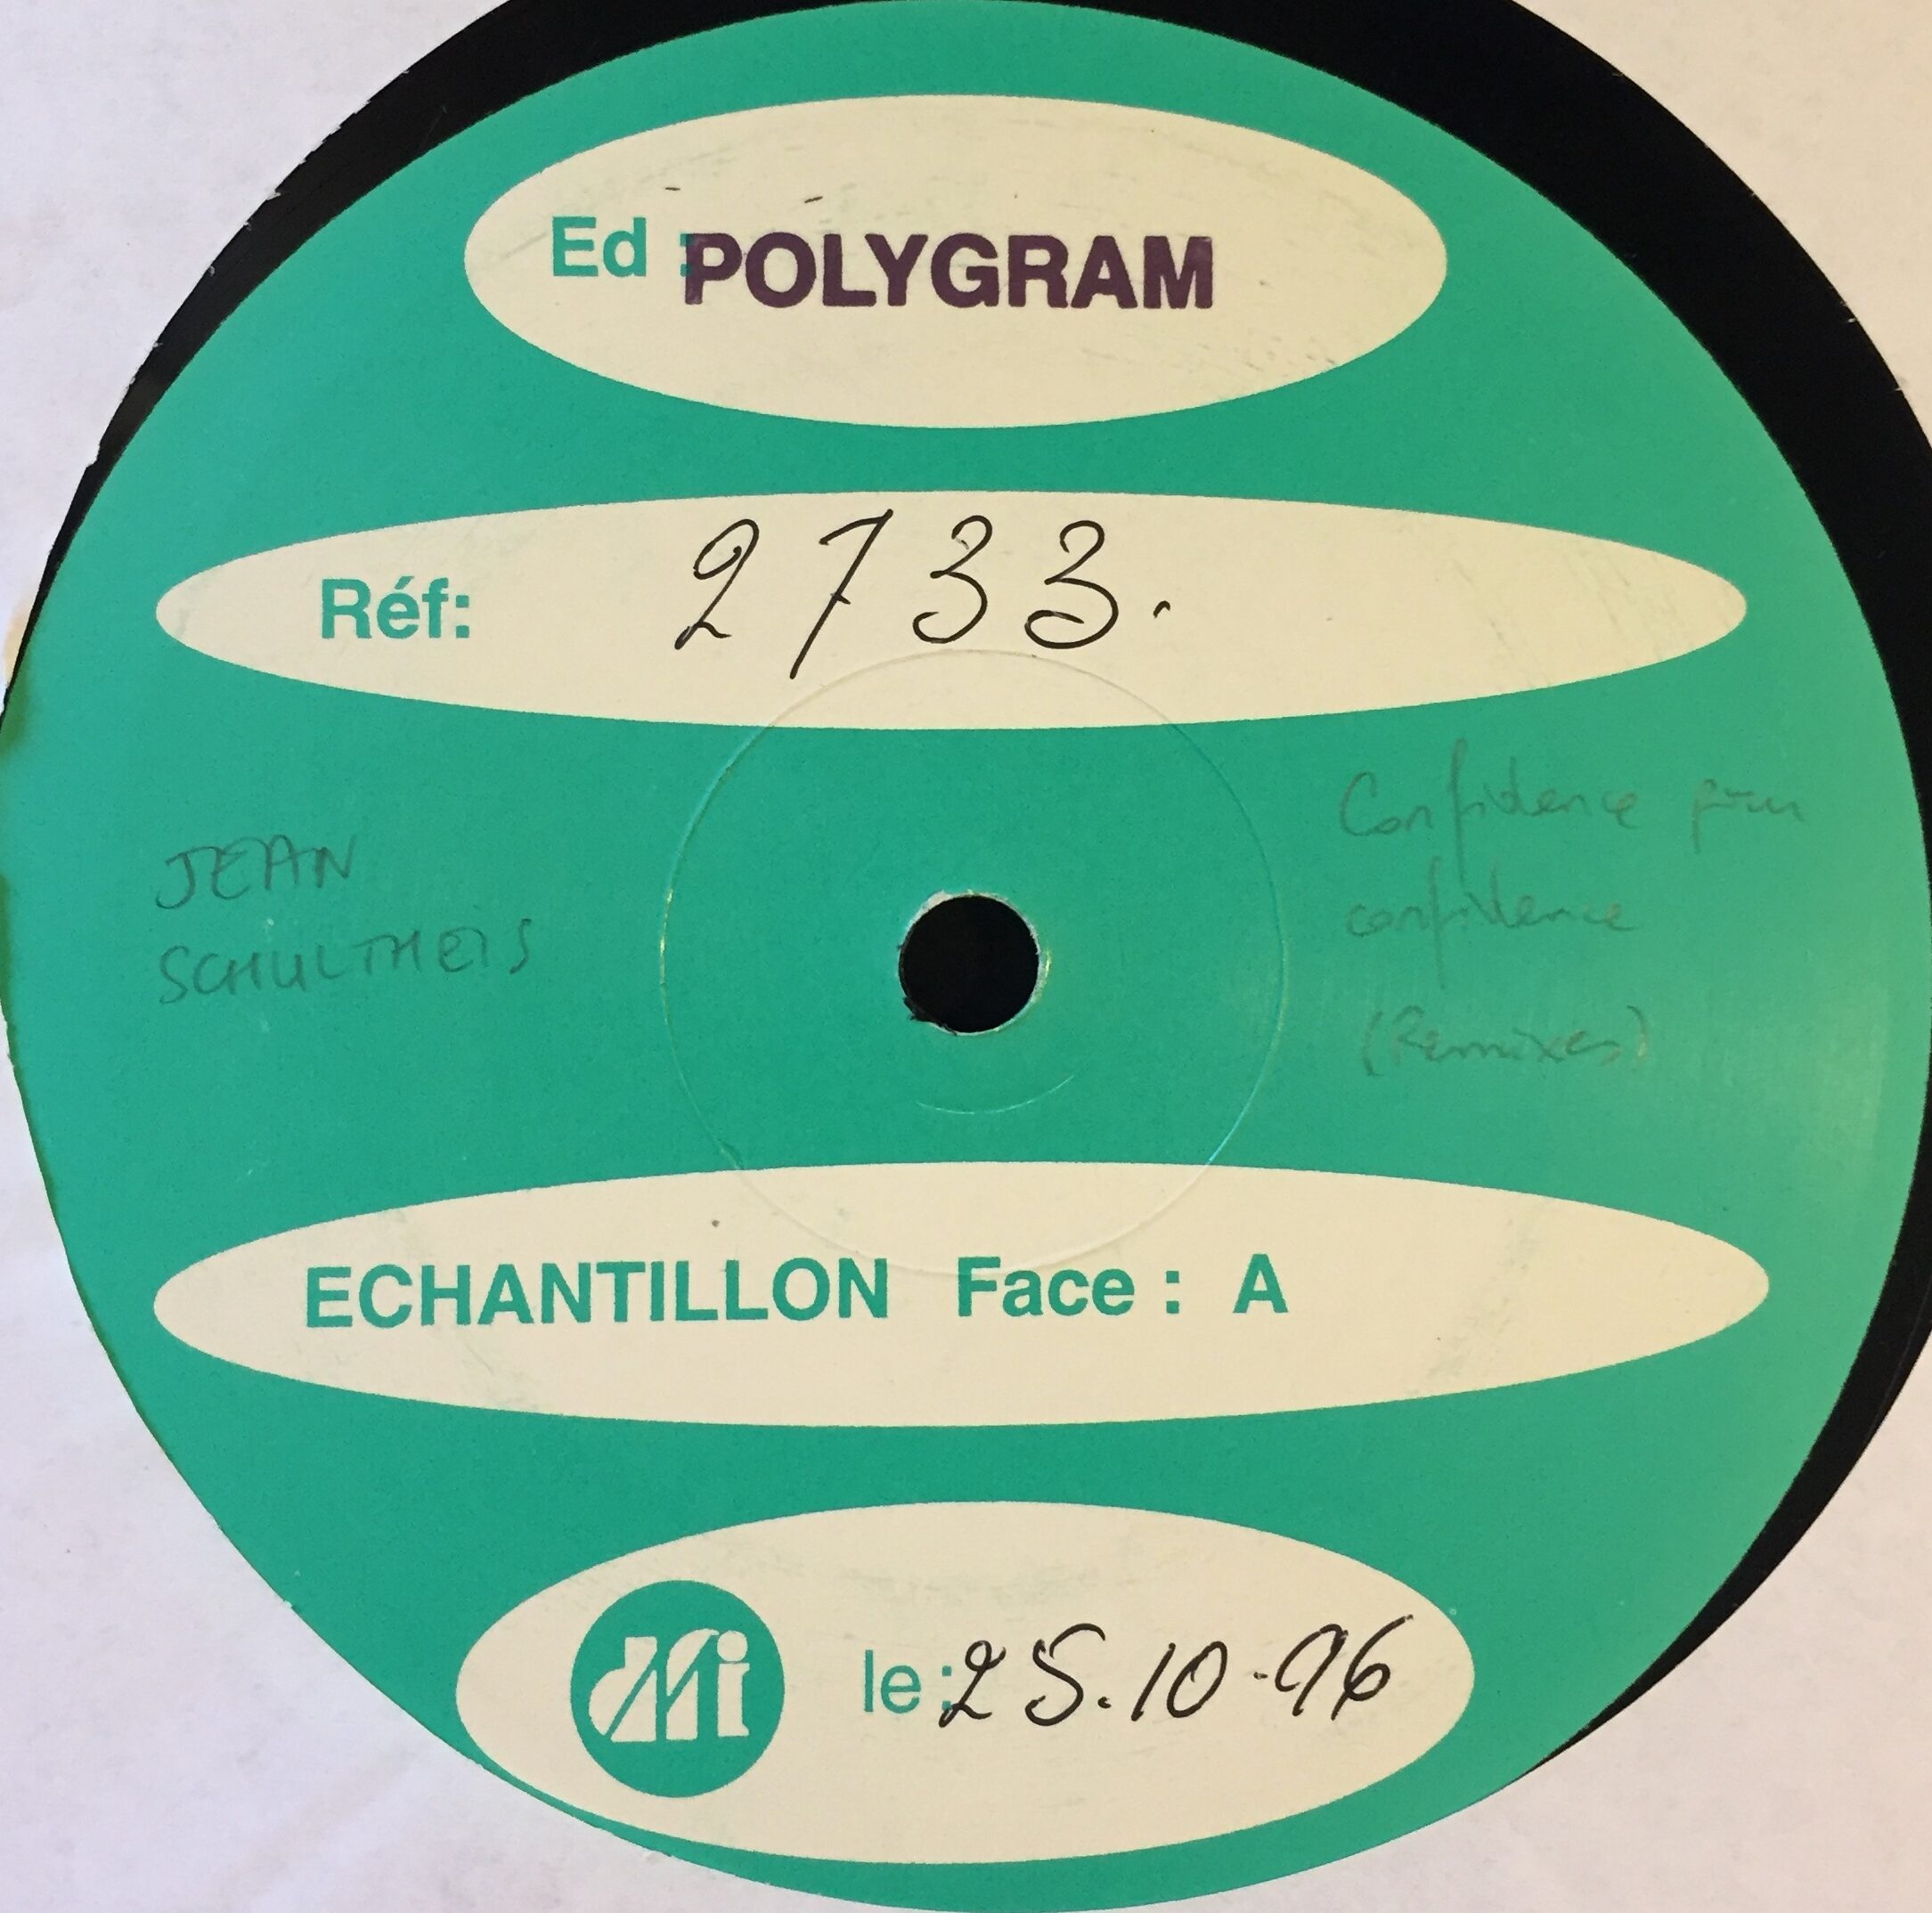 Ed : POLYGRAM
Réf: 2733.
JEAN
SCHULTHEIS
Confidence pour
confidence
(Remixes)
ECHANTILLON Face : A
le : 25.10.96